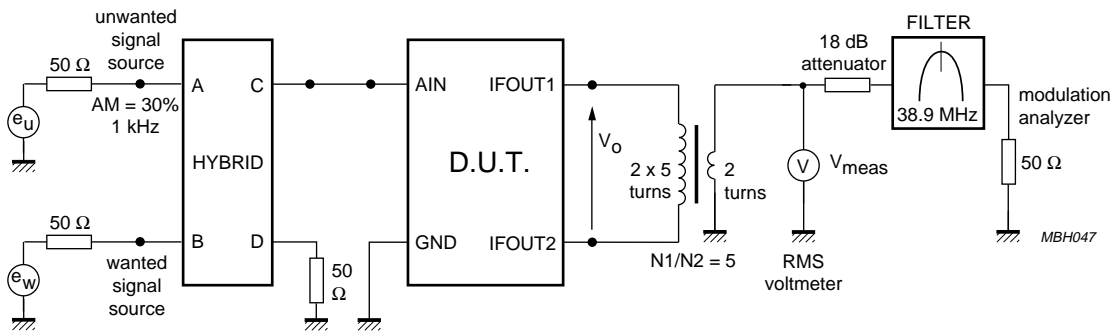 unwanted
signal
source
50 Ω
e_u
AM = 30%
1 kHz
A
C
HYBRID
B
D
50 Ω
e_w
wanted
signal
source
50
Ω
AIN
IFOUT1
D.U.T.
GND
IFOUT2
V_o
2 x 5
turns
2
turns
N1/N2 = 5
18 dB
attenuator
V
V_meas
RMS
voltmeter
FILTER
38.9 MHz
modulation
analyzer
50 Ω
MBH047